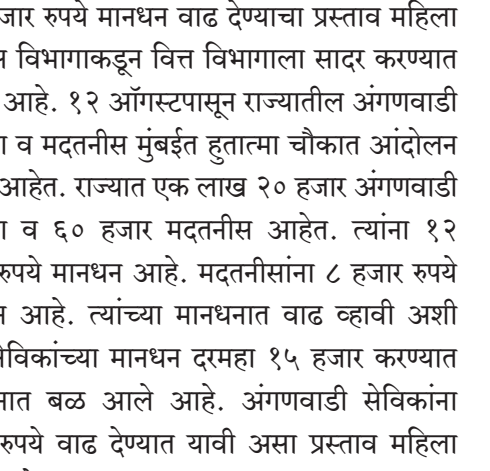 जार रुपये मानधन वाढ देण्याचा प्रस्ताव महिला
विभागाकडून वित्त विभागाला सादर करण्यात
आहे. १२ ऑगस्टपासून राज्यातील अंगणवाडी
व मदतनीस मुंबईत हुतात्मा चौकात आंदोलन
आहेत. राज्यात एक लाख २० हजार अंगणवाडी
व ६० हजार मदतनीस आहेत. त्यांना १२
रुपये मानधन आहे. मदतनीसांना ८ हजार रुपये
आहे. त्यांच्या मानधनात वाढ व्हावी अशी
सेविकांच्या मानधन दरमहा १५ हजार करण्यात
नात बळ आले आहे. अंगणवाडी सेविकांना
रुपये वाढ देण्यात यावी असा प्रस्ताव महिला